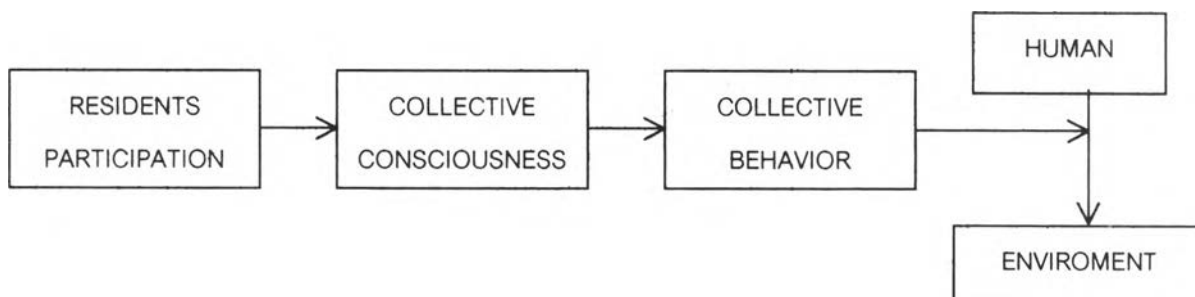 RESIDENTS
PARTICIPATION
COLLECTIVE
CONSCIOUSNESS
COLLECTIVE
BEHAVIOR
HUMAN
ENVIROMENT